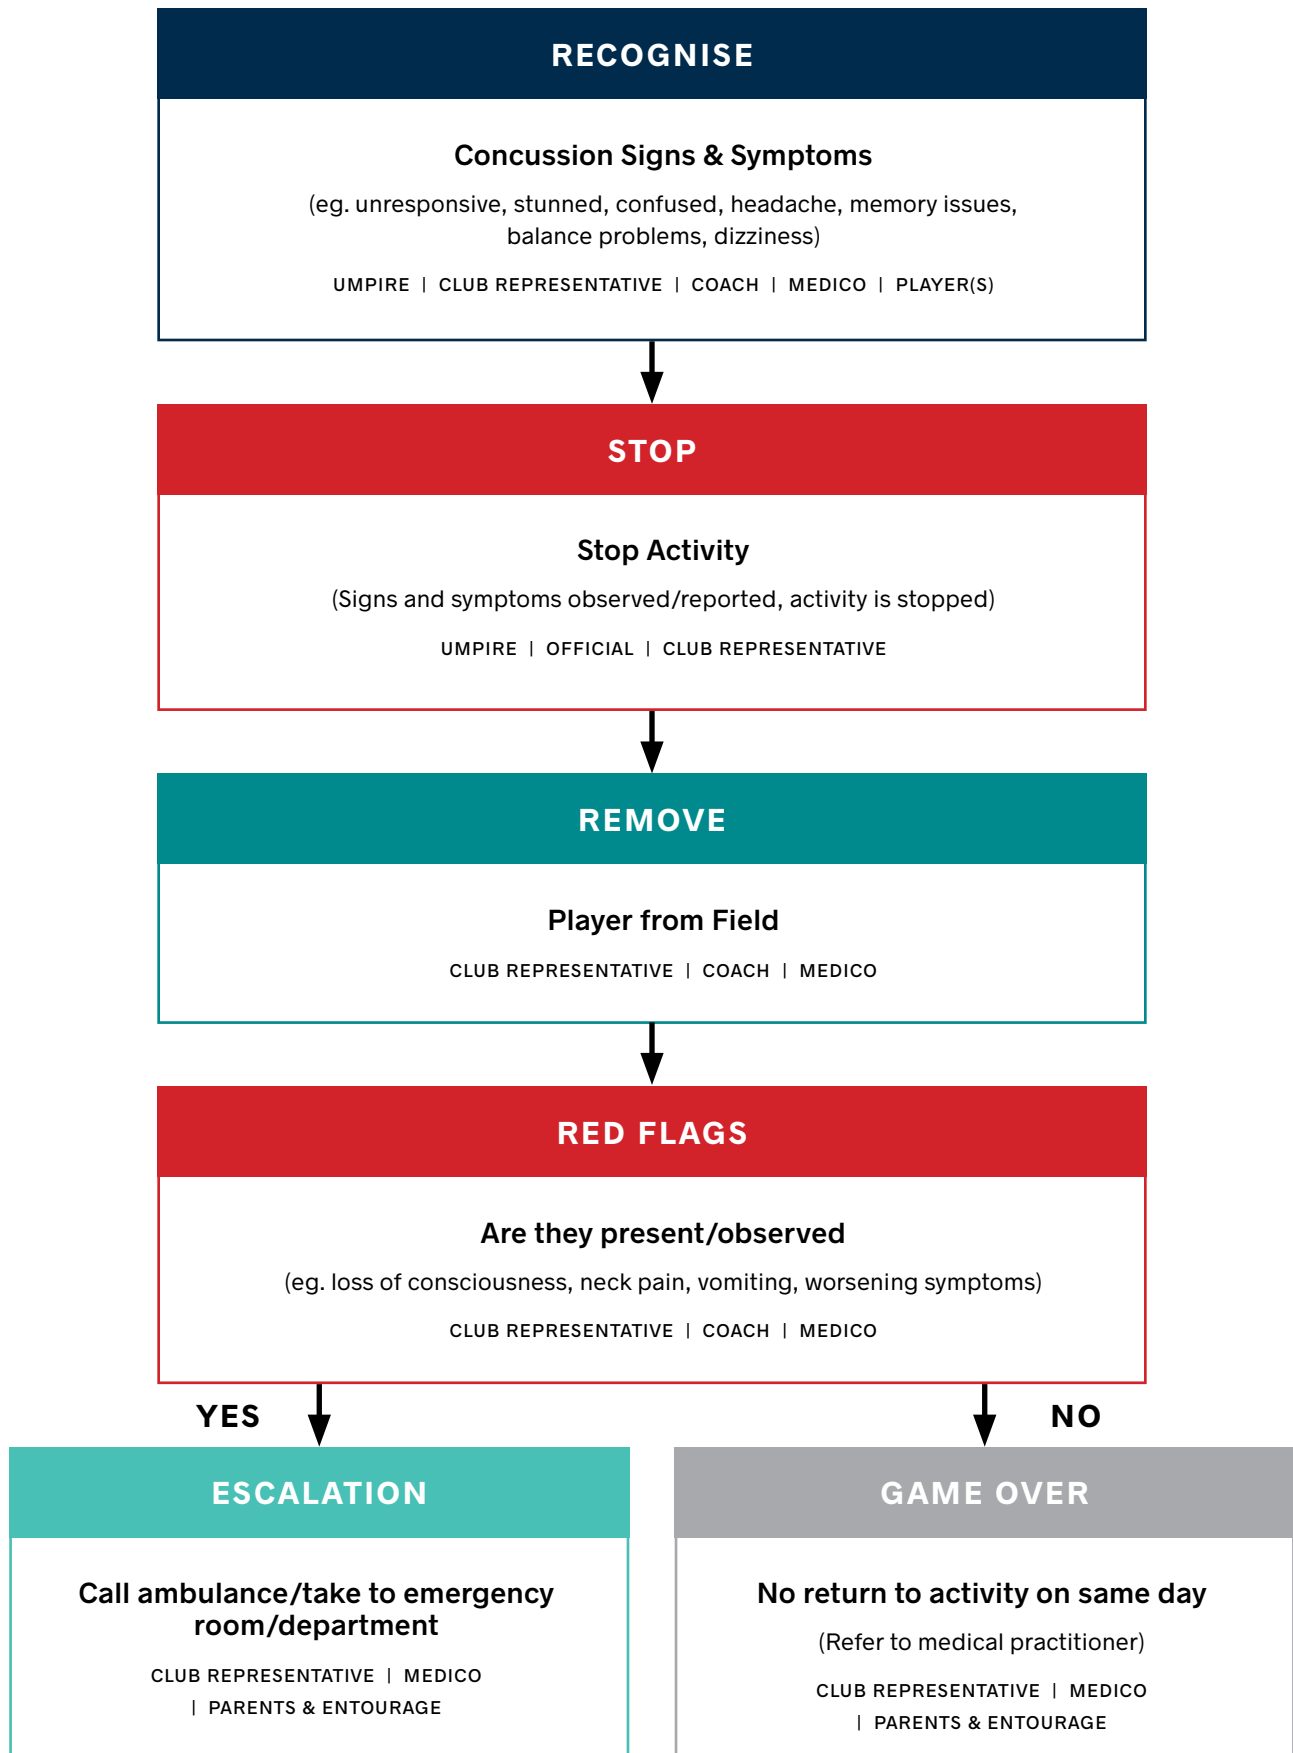 RECOGNISE
Concussion Signs & Symptoms
(eg. unresponsive, stunned, confused, headache, memory issues,
balance problems, dizziness)
UMPIRE | CLUB REPRESENTATIVE | COACH | MEDICO | PLAYER(S)
STOP
Stop Activity
(Signs and symptoms observed/reported, activity is stopped)
UMPIRE | OFFICIAL | CLUB REPRESENTATIVE
REMOVE
Player from Field
CLUB REPRESENTATIVE | COACH | MEDICO
RED FLAGS
Are they present/observed
(eg. loss of consciousness, neck pain, vomiting, worsening symptoms)
CLUB REPRESENTATIVE | COACH | MEDICO
YES
ESCALATION
Call ambulance/take to emergency
room/department
CLUB REPRESENTATIVE | MEDICO
| PARENTS & ENTOURAGE
NO
GAME OVER
No return to activity on same day
(Refer to medical practitioner)
CLUB REPRESENTATIVE | MEDICO
| PARENTS & ENTOURAGE